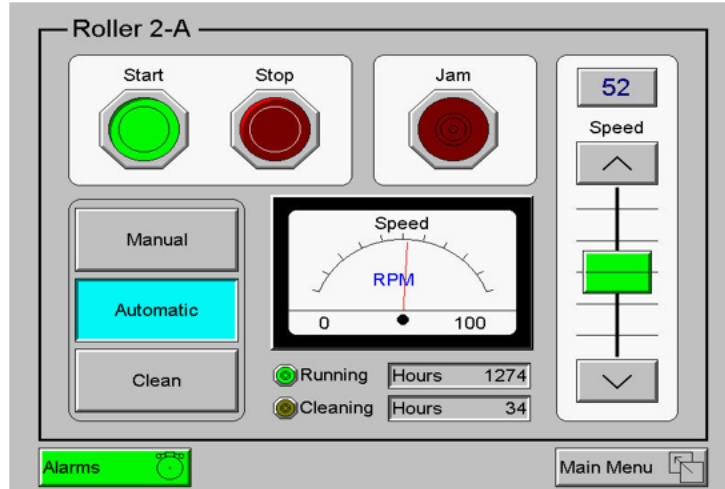 Roller 2-A
Start
Stop
Jam
52
Speed
Manual
Automatic
Clean
Speed
RPM
0
100
Running
Hours 1274
Cleaning
Hours 34
Alarms
Main Menu